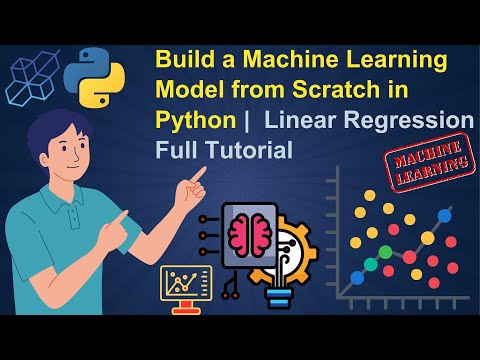 Build a Machine Learning
Model from Scratch in
Python | Linear Regression
Full Tutorial
MACHINE
LEARNING